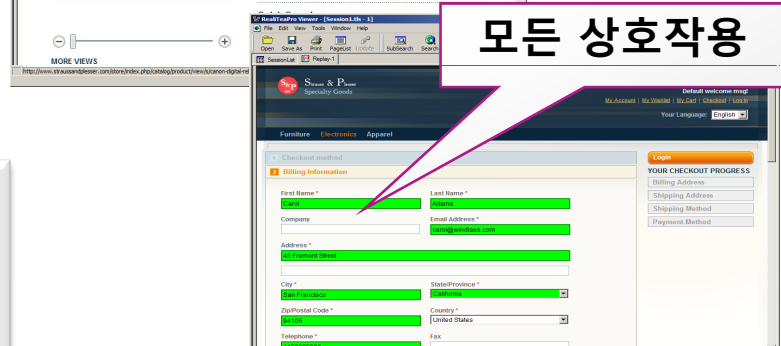 MORE VIEWS
http://www.straussandplesser.com/store/index.php/catalog/product/view/s/canon-digital-rel
RealiTeaPro Viewer - [Session1.tls - 1]
File Edit View Tools Window Help
Open Save As Print PageList Update SubSearch Search
SessionList Replay-1
모든 상호작용
S&P
Strauss & Plesser
Specialty Goods
Default welcome msg!
My Account | My Wishlist | My Cart | Checkout | Log In
Your Language: English
Furniture Electronics Apparel
1 Checkout method
2 Billing Information
Login
YOUR CHECKOUT PROGRESS
Billing Address
Shipping Address
Shipping Method
Payment Method
First Name * Last Name *
Carol Adams
Company Email Address *
carol@windlass.com
Address *
45 Fremont Street
City * State/Province *
San Francisco California
Zip/Postal Code * Country *
94105 United States
Telephone * Fax